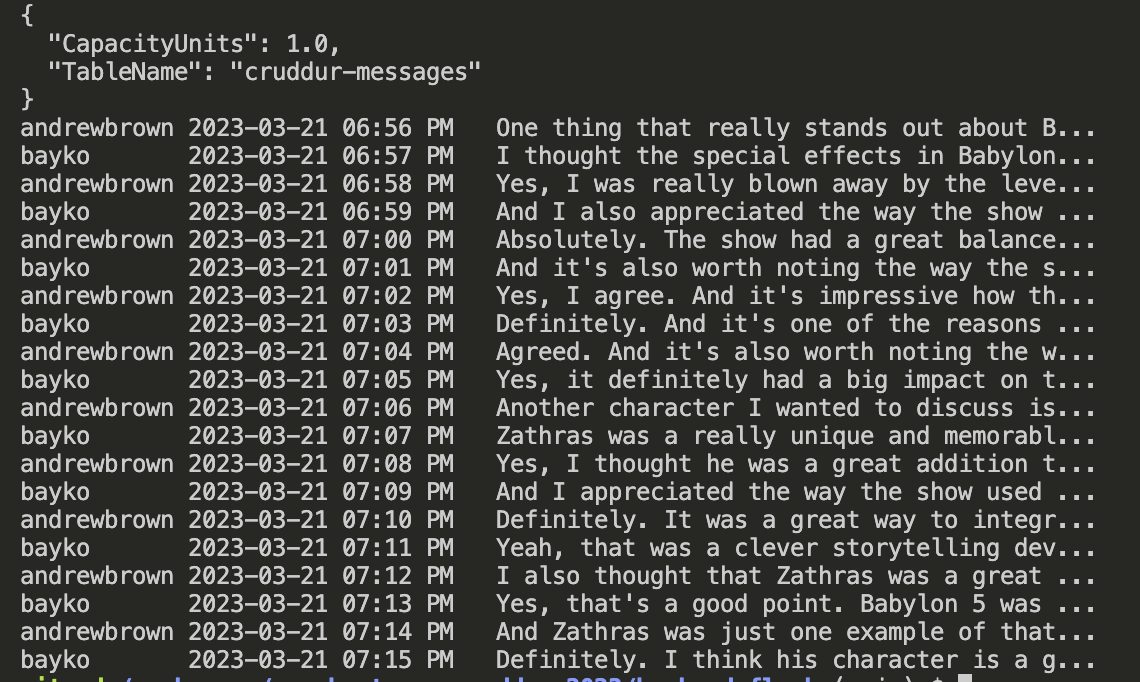 {
  "CapacityUnits": 1.0,
  "TableName": "cruddur-messages"
}
andrewbrown 2023-03-21 06:56 PM   One thing that really stands out about B...
bayko       2023-03-21 06:57 PM   I thought the special effects in Babylon...
andrewbrown 2023-03-21 06:58 PM   Yes, I was really blown away by the leve...
bayko       2023-03-21 06:59 PM   And I also appreciated the way the show ...
andrewbrown 2023-03-21 07:00 PM   Absolutely. The show had a great balance...
bayko       2023-03-21 07:01 PM   And it's also worth noting the way the s...
andrewbrown 2023-03-21 07:02 PM   Yes, I agree. And it's impressive how th...
bayko       2023-03-21 07:03 PM   Definitely. And it's one of the reasons ...
andrewbrown 2023-03-21 07:04 PM   Agreed. And it's also worth noting the w...
bayko       2023-03-21 07:05 PM   Yes, it definitely had a big impact on t...
andrewbrown 2023-03-21 07:06 PM   Another character I wanted to discuss is...
bayko       2023-03-21 07:07 PM   Zathras was a really unique and memorabl...
andrewbrown 2023-03-21 07:08 PM   Yes, I thought he was a great addition t...
bayko       2023-03-21 07:09 PM   And I appreciated the way the show used ...
andrewbrown 2023-03-21 07:10 PM   Definitely. It was a great way to integr...
bayko       2023-03-21 07:11 PM   Yeah, that was a clever storytelling dev...
andrewbrown 2023-03-21 07:12 PM   I also thought that Zathras was a great ...
bayko       2023-03-21 07:13 PM   Yes, that's a good point. Babylon 5 was ...
andrewbrown 2023-03-21 07:14 PM   And Zathras was just one example of that...
bayko       2023-03-21 07:15 PM   Definitely. I think his character is a g...